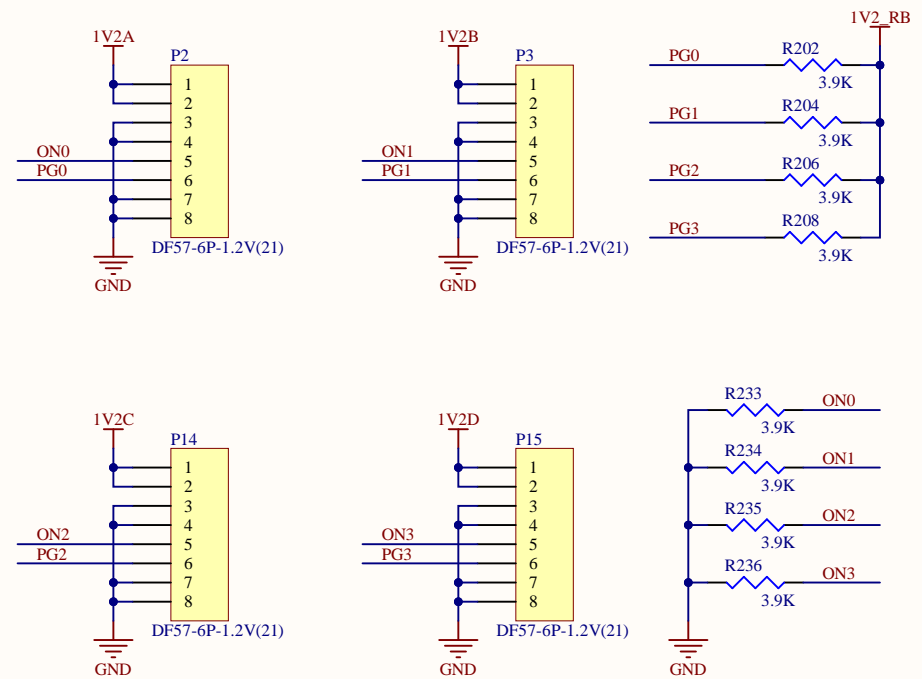 1V2A
P2
1
2
3
4
5
6
7
8
ON0
PG0
DF57-6P-1.2V(21)
GND
1V2B
P3
1
2
3
4
5
6
7
8
ON1
PG1
DF57-6P-1.2V(21)
GND
1V2_RB
PG0
R202
3.9K
PG1
R204
3.9K
PG2
R206
3.9K
PG3
R208
3.9K
1V2C
P14
1
2
3
4
5
6
7
8
ON2
PG2
DF57-6P-1.2V(21)
GND
1V2D
P15
1
2
3
4
5
6
7
8
ON3
PG3
DF57-6P-1.2V(21)
GND
R233
ON0
3.9K
R234
ON1
3.9K
R235
ON2
3.9K
R236
ON3
3.9K
GND